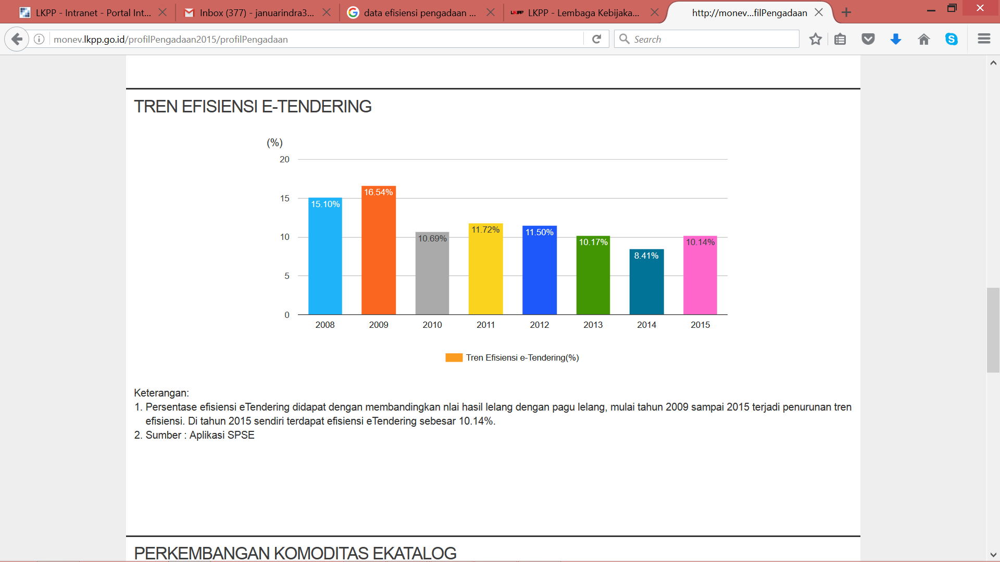 LKPP - Intranet - Portal Int...
Inbox (377) - januarindra3...
data efisiensi pengadaan ...
LKPP
LKPP - Lembaga Kebijaka...
http://monev...filPengadaan
monev.lkpp.go.id/profilPengadaan2015/profilPengadaan
Search
TREN EFISIENSI E-TENDERING
(%)
20
15
10
5
0
15.10%
16.54%
10.69%
11.72%
11.50%
10.17%
8.41%
10.14%
2008
2009
2010
2011
2012
2013
2014
2015
Tren Efisiensi e-Tendering(%)
Keterangan:
1. Persentase efisiensi eTendering didapat dengan membandingkan nlai hasil lelang dengan pagu lelang, mulai tahun 2009 sampai 2015 terjadi penurunan tren
efisiensi. Di tahun 2015 sendiri terdapat efisiensi eTendering sebesar 10.14%.
2. Sumber : Aplikasi SPSE
PERKEMBANGAN KOMODITAS EKATALOG